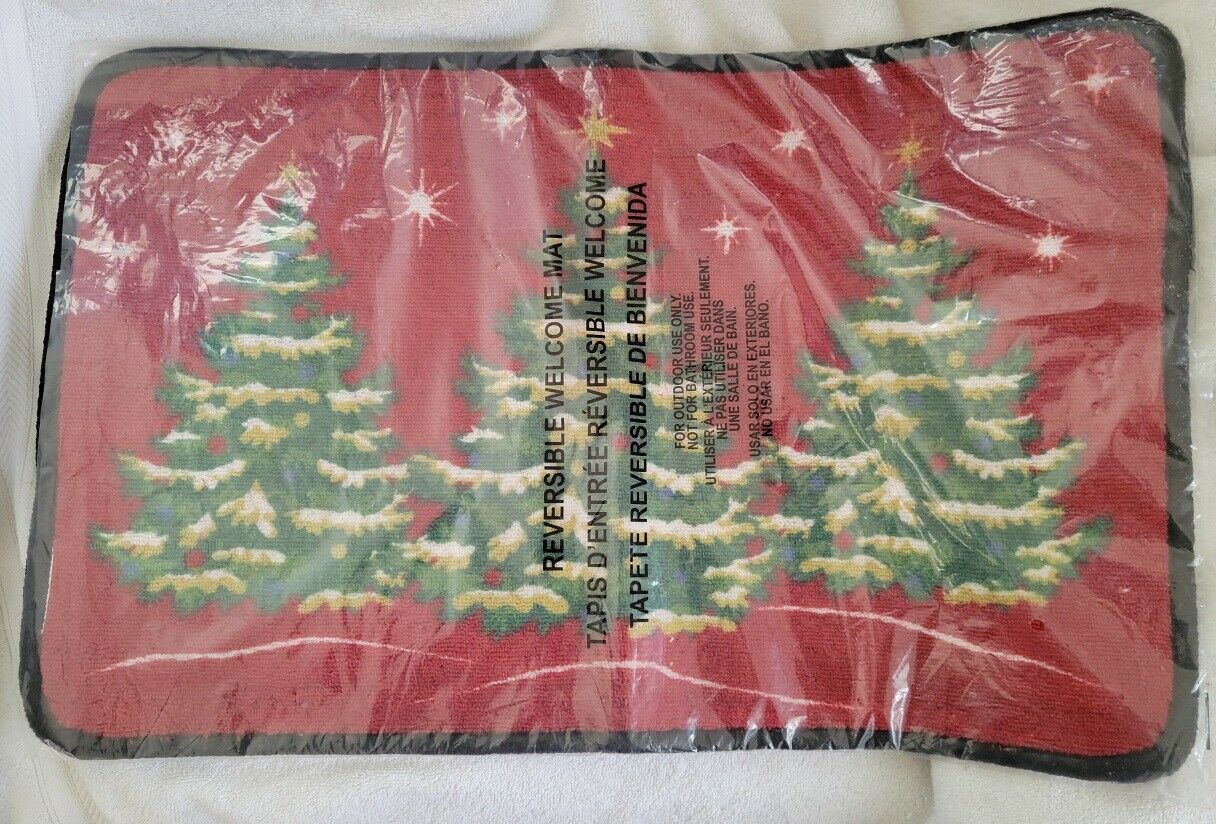 REVERSIBLE WELCOME MAT
TAPIS D'ENTRÉE RÉVERSIBLE WELCOME
TAPETE REVERSIBLE DE BIENVENIDA
FOR OUTDOOR USE ONLY.
NOT FOR BATHROOM USE.
UTILISER A L'EXTÉRIEUR SEULEMENT.
NE PAS UTILISER DANS
UNE SALLE DE BAIN.
USAR SOLO EN EXTERIORES.
NO USAR EN EL BANO.